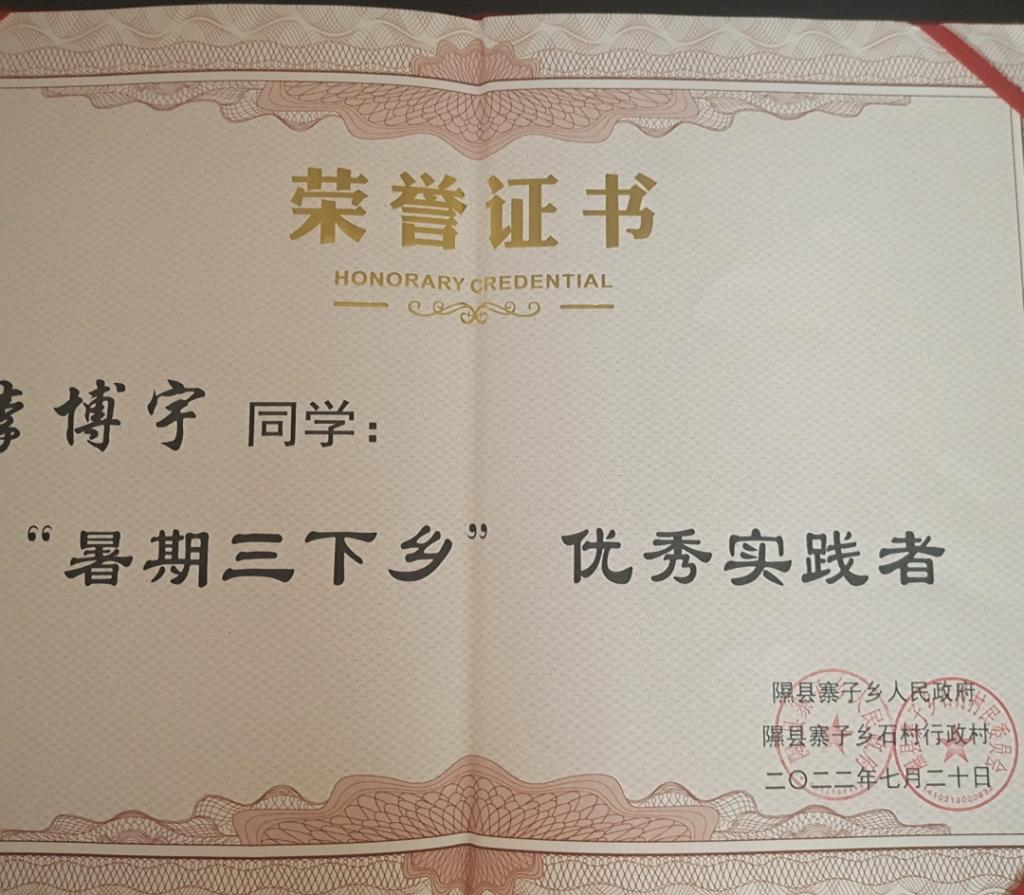 荣誉证书
HONORARY CREDENTIAL
博宇 同学：
“暑期三下乡” 优秀实践者
隰县寨子乡人民政府
隰县寨子乡石村行政村
二〇二二年七月二十日